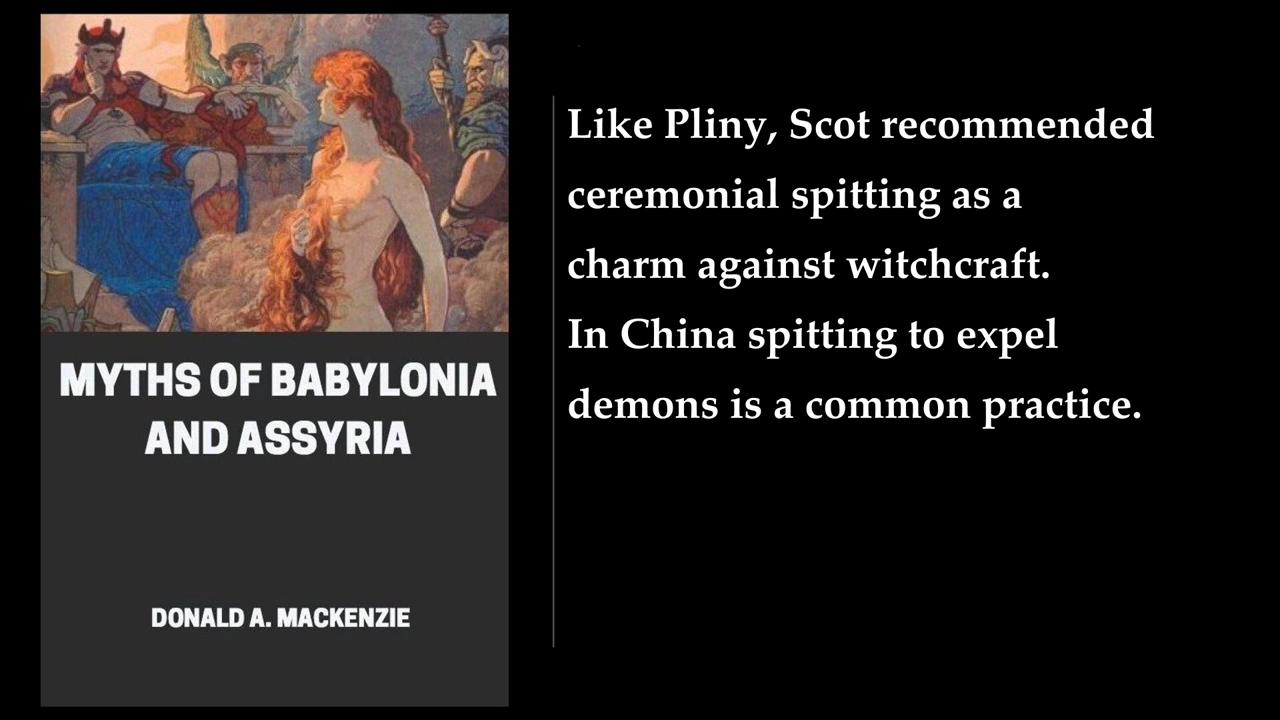 MYTHS OF BABYLONIA
AND ASSYRIA
DONALD A. MACKENZIE
Like Pliny, Scot recommended
ceremonial spitting as a
charm against witchcraft.
In China spitting to expel
demons is a common practice.